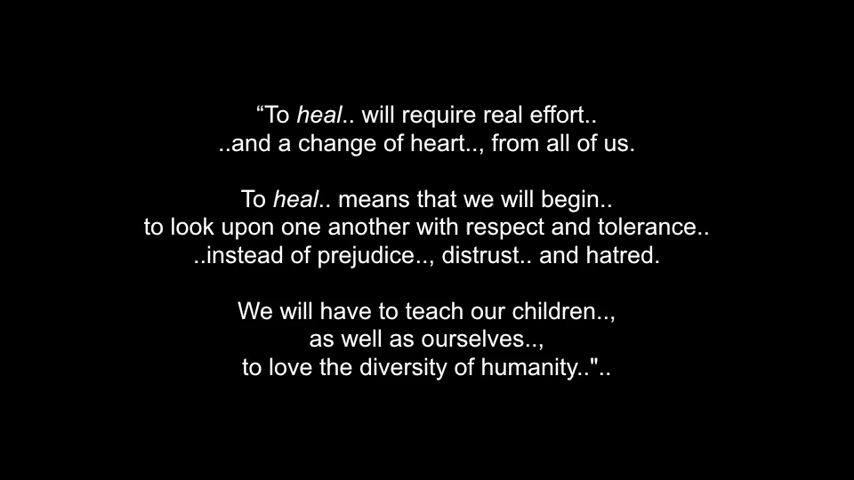 “To heal.. will require real effort..
..and a change of heart.., from all of us.
To heal.. means that we will begin..
to look upon one another with respect and tolerance..
..instead of prejudice.., distrust.. and hatred.
We will have to teach our children..,
as well as ourselves..,
to love the diversity of humanity.."..